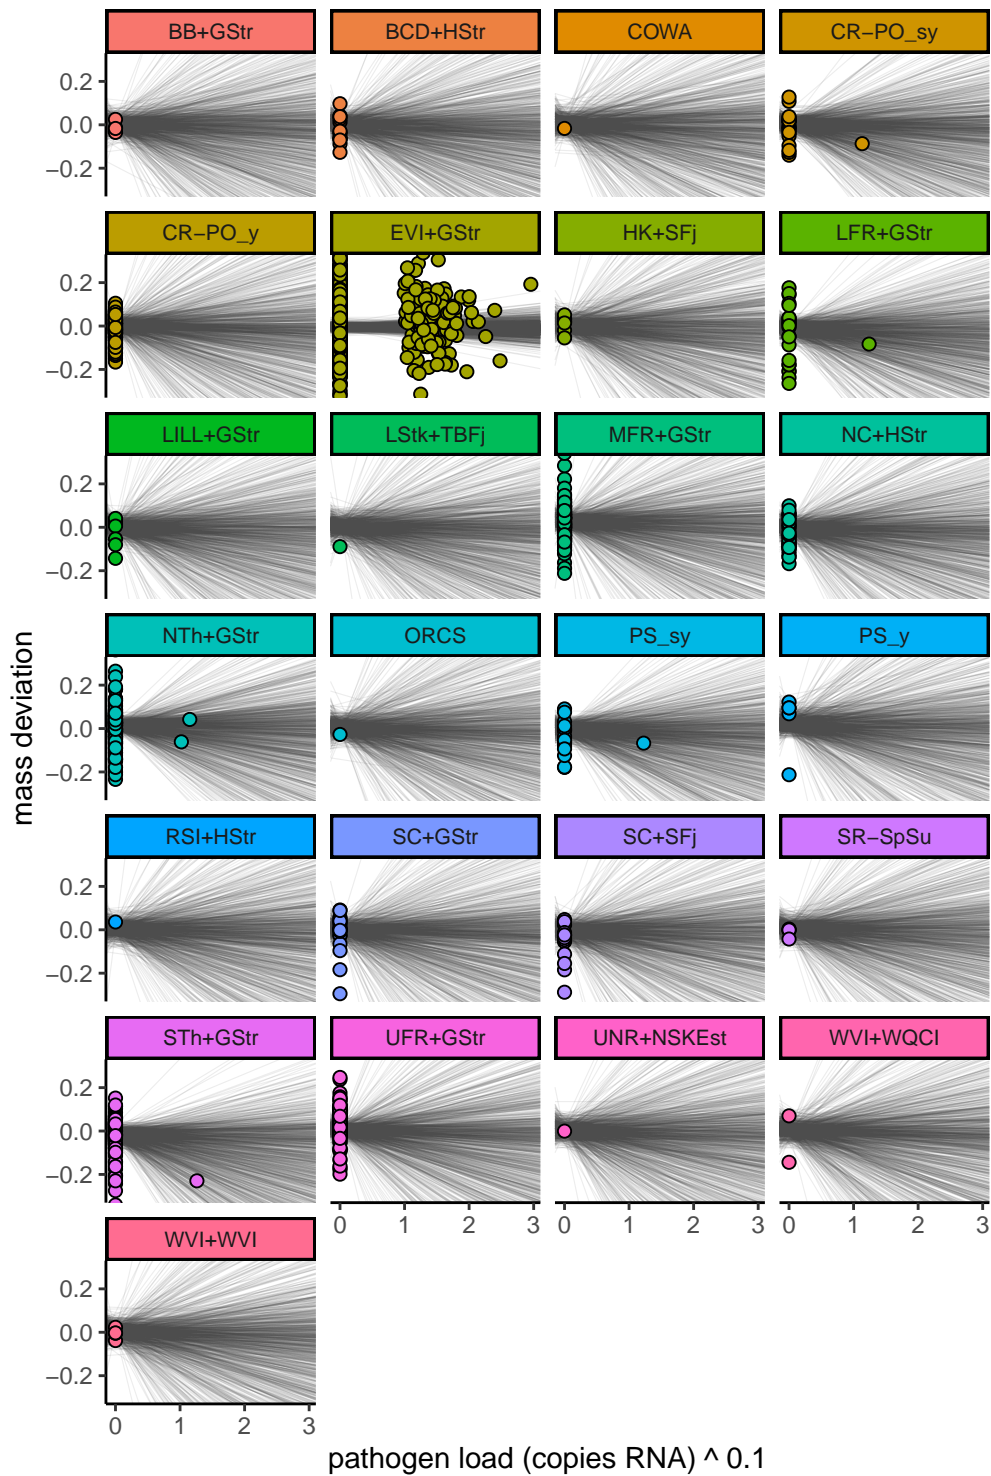 BB+GStr BCD+HStr COWA CR−PO_sy
0.2
0.0
−0.2
CR−PO_y EVI+GStr HK+SFj LFR+GStr
0.2
0.0
−0.2
LILL+GStr LStk+TBFj MFR+GStr NC+HStr
0.2
0.0
−0.2
NTh+GStr ORCS PS_sy PS_y
0.2
0.0
−0.2
mass deviation
RSI+HStr SC+GStr SC+SFj SR−SpSu
0.2
0.0
−0.2
STh+GStr UFR+GStr UNR+NSKEst WVI+WQCI
0.2
0.0
−0.2
0 1 2 3 0 1 2 3 0 1 2 3
WVI+WVI
0.2
0.0
−0.2
0 1 2 3
pathogen load (copies RNA) ^ 0.1